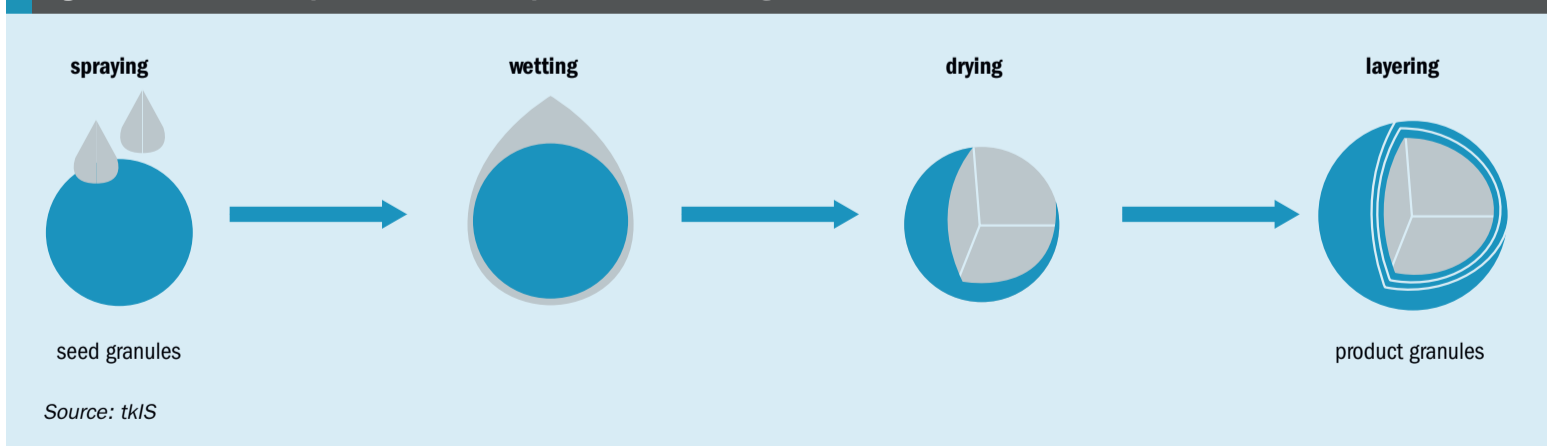 spraying
wetting
drying
layering
seed granules
product granules
Source: tkIS